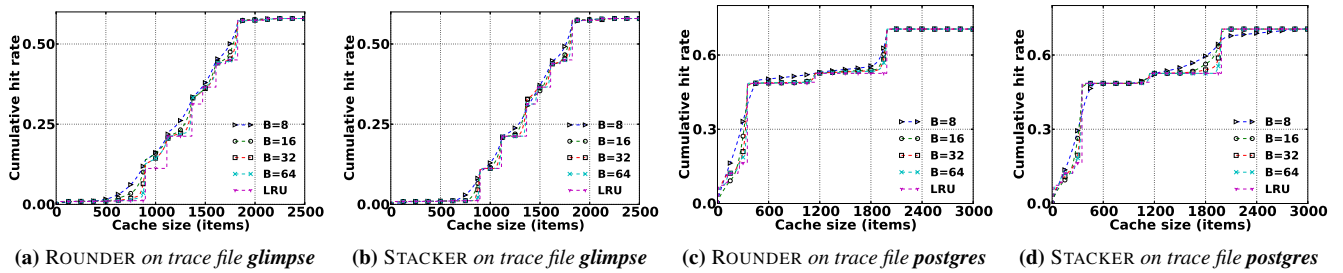 Cumulative hit rate
0.50
0.25
0.00
0 500 1000 1500 2000 2500
Cache size (items)
B=8
B=16
B=32
B=64
LRU
(a) ROUNDER on trace file glimpse
Cumulative hit rate
0.50
0.25
0.00
0 500 1000 1500 2000 2500
Cache size (items)
B=8
B=16
B=32
B=64
LRU
(b) STACKER on trace file glimpse
Cumulative hit rate
0.6
0.3
0.0
0 600 1200 1800 2400 3000
Cache size (items)
B=8
B=16
B=32
B=64
LRU
(c) ROUNDER on trace file postgres
Cumulative hit rate
0.6
0.3
0.0
0 600 1200 1800 2400 3000
Cache size (items)
B=8
B=16
B=32
B=64
LRU
(d) STACKER on trace file postgres